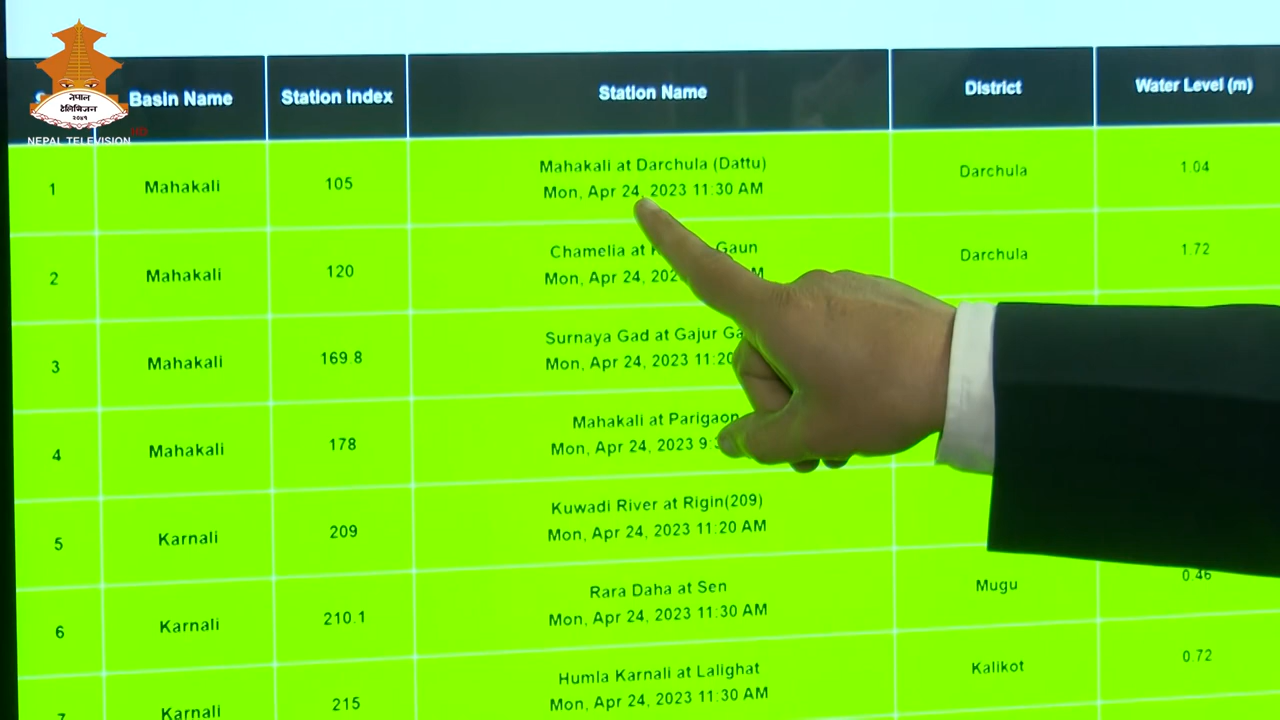 नेपाल
टेलिभिजन
२०४१
NEPAL TELEVISION
Basin Name Station Index Station Name District Water Level (m)
1 Mahakali 105 Mahakali at Darchula (Dattu) Darchula 1.04
Mon, Apr 24, 2023 11:30 AM
2 Mahakali 120 Chamelia at Gaun Darchula 1.72
Mon, Apr 24,
3 Mahakali 169.8 Surnaya Gad at Gajur
Mon, Apr 24, 2023 11:20
4 Mahakali 178 Mahakali at Parigaon
Mon, Apr 24, 2023
5 Karnali 209 Kuwadi River at Rigin(209)
Mon, Apr 24, 2023 11:20 AM
6 Karnali 210.1 Rara Daha at Sen Mugu 0.46
Mon, Apr 24, 2023 11:30 AM
7 Karnali 215 Humla Karnali at Lalighat Kalikot 0.72
Mon, Apr 24, 2023 11:30 AM